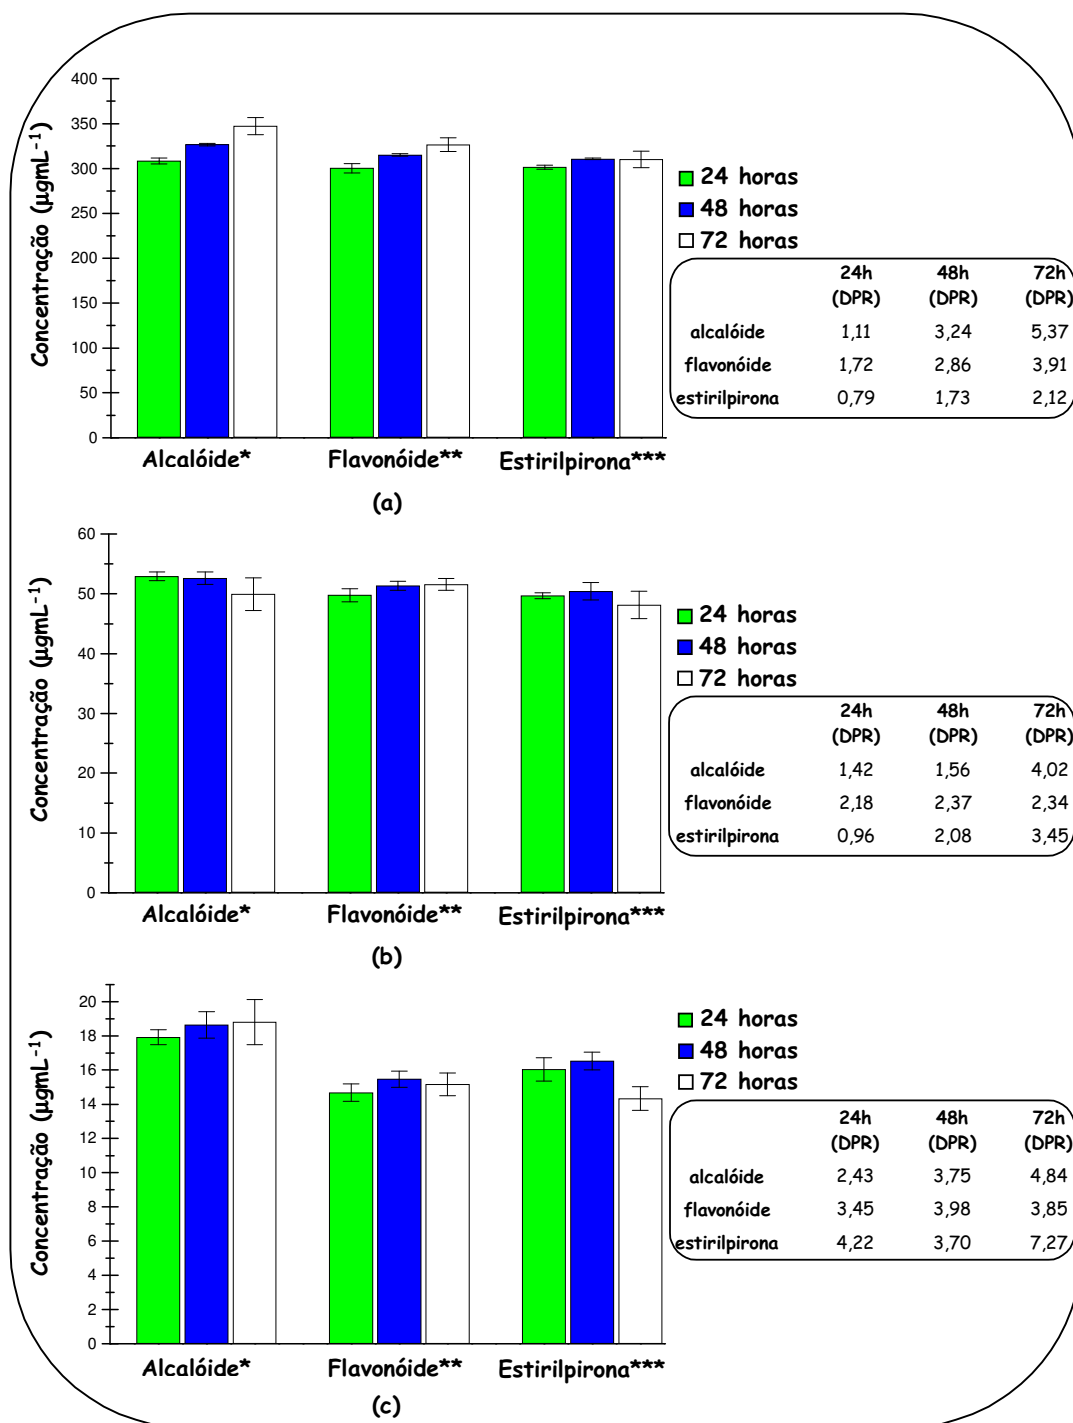 400
350
300
250
200
150
100
50
0
Concentração (µgmL⁻¹)
Alcalóide*
Flavonóide**
Estirilpirona***
(a)
24 horas
48 horas
72 horas
24h 48h 72h
(DPR) (DPR) (DPR)
alcalóide 1,11 3,24 5,37
flavonóide 1,72 2,86 3,91
estirilpirona 0,79 1,73 2,12
60
50
40
30
20
10
0
Concentração (µgmL⁻¹)
Alcalóide*
Flavonóide**
Estirilpirona***
(b)
24 horas
48 horas
72 horas
24h 48h 72h
(DPR) (DPR) (DPR)
alcalóide 1,42 1,56 4,02
flavonóide 2,18 2,37 2,34
estirilpirona 0,96 2,08 3,45
20
18
16
14
12
10
8
6
4
2
0
Concentração (µgmL⁻¹)
Alcalóide*
Flavonóide**
Estirilpirona***
(c)
24 horas
48 horas
72 horas
24h 48h 72h
(DPR) (DPR) (DPR)
alcalóide 2,43 3,75 4,84
flavonóide 3,45 3,98 3,85
estirilpirona 4,22 3,70 7,27